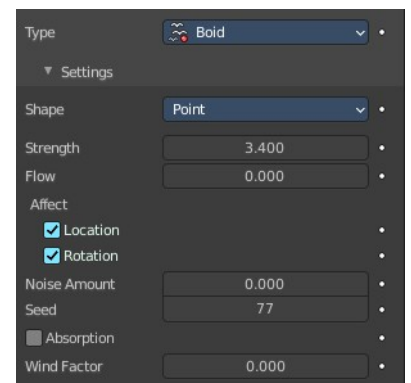 Type Boid
Settings
Shape Point
Strength 3.400
Flow 0.000
Affect
Location
Rotation
Noise Amount 0.000
Seed 77
Absorption
Wind Factor 0.000